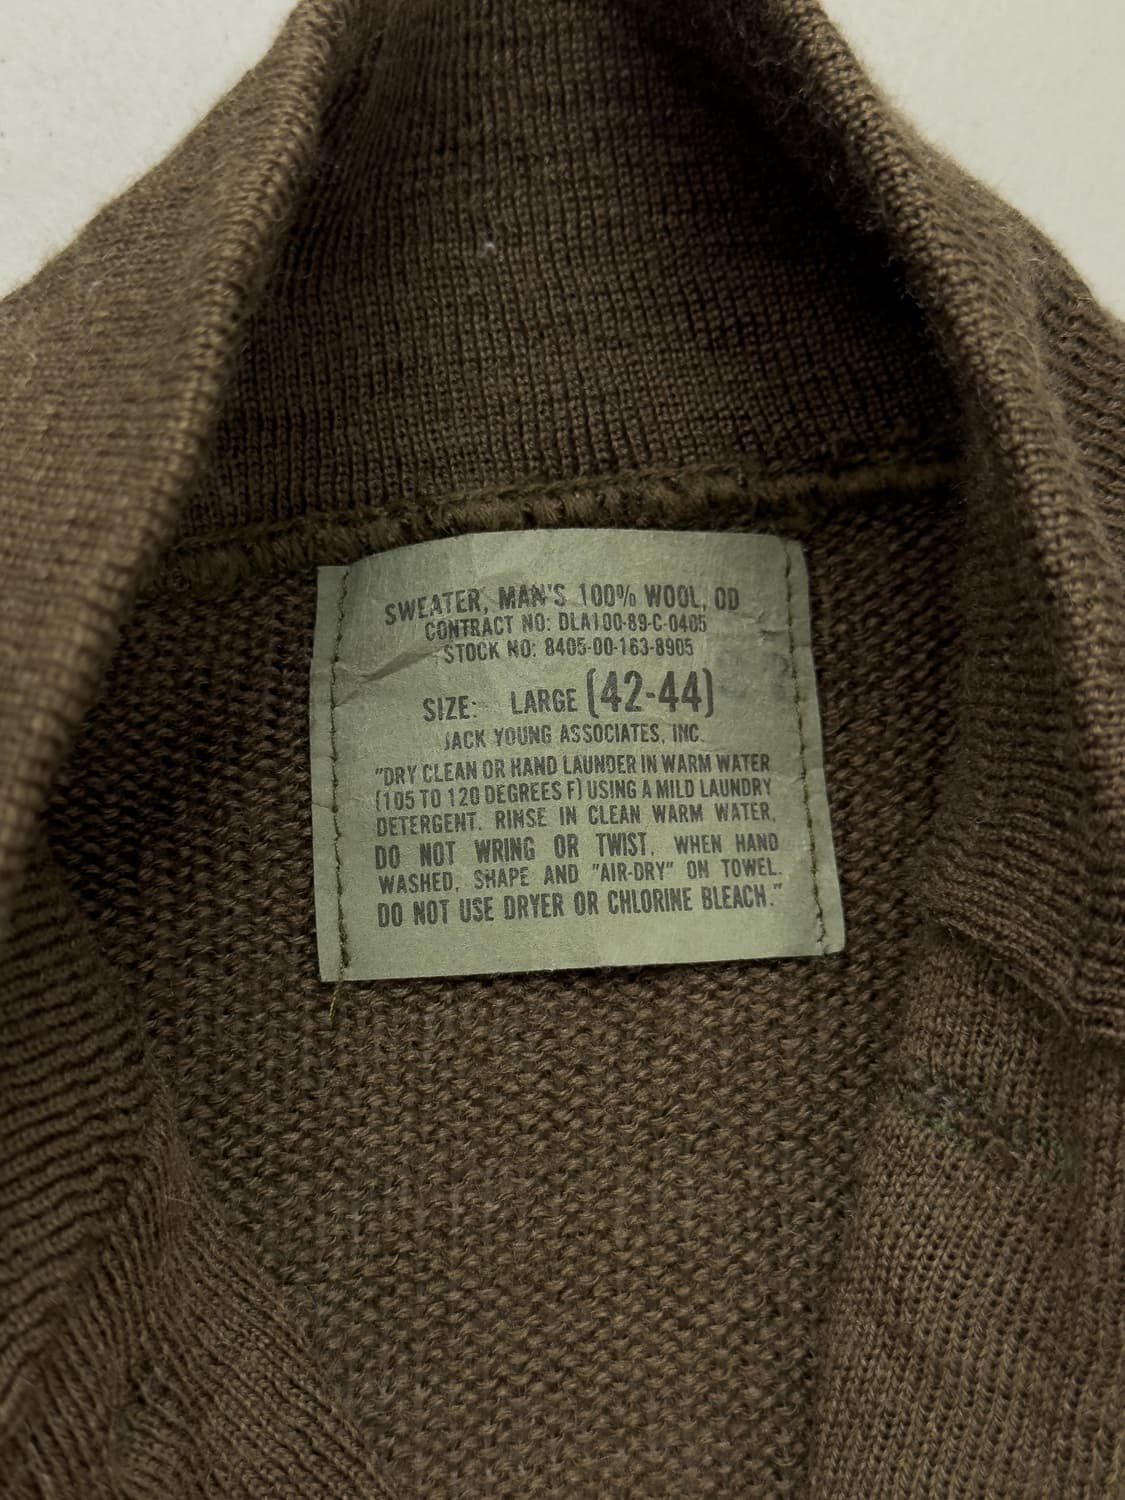 SWEATER, MAN'S 100% WOOL, OD
CONTRACT NO: DLA100-89-C-0405
STOCK NO: 8405-00-163-8905
SIZE: LARGE (42-44)
JACK YOUNG ASSOCIATES, INC.
"DRY CLEAN OR HAND LAUNDER IN WARM WATER
(105 TO 120 DEGREES F) USING A MILD LAUNDRY
DETERGENT. RINSE IN CLEAN WARM WATER.
DO NOT WRING OR TWIST. WHEN HAND
WASHED, SHAPE AND "AIR-DRY" ON TOWEL.
DO NOT USE DRYER OR CHLORINE BLEACH."